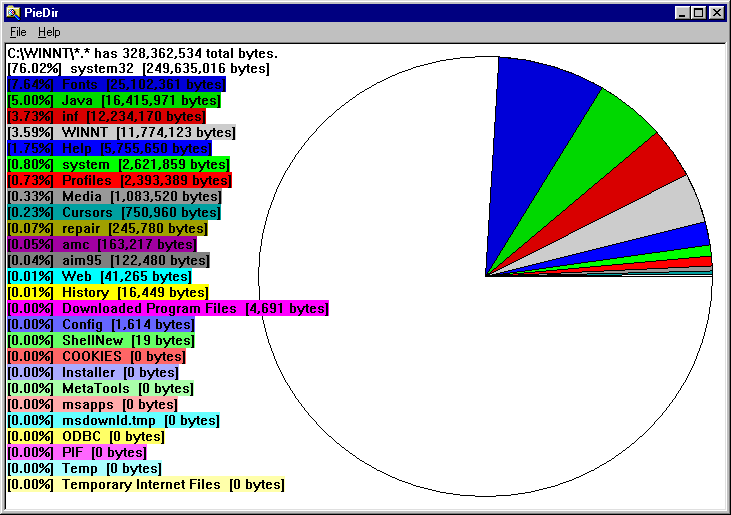 PieDir
File Help
C:\WINNT\*.* has 328,362,534 total bytes.
[76.02%] system32 [249,635,016 bytes]
[7.64%] Fonts [25,102,361 bytes]
[5.00%] Java [16,415,971 bytes]
[3.73%] inf [12,234,170 bytes]
[3.59%] WINNT [11,774,123 bytes]
[1.75%] Help [5,755,650 bytes]
[0.80%] system [2,621,859 bytes]
[0.73%] Profiles [2,393,389 bytes]
[0.33%] Media [1,083,520 bytes]
[0.23%] Cursors [750,960 bytes]
[0.07%] repair [245,780 bytes]
[0.05%] amc [163,217 bytes]
[0.04%] aim95 [122,480 bytes]
[0.01%] Web [41,265 bytes]
[0.01%] History [16,449 bytes]
[0.00%] Downloaded Program Files [4,691 bytes]
[0.00%] Config [1,614 bytes]
[0.00%] ShellNew [19 bytes]
[0.00%] COOKIES [0 bytes]
[0.00%] Installer [0 bytes]
[0.00%] MetaTools [0 bytes]
[0.00%] msapps [0 bytes]
[0.00%] msdownld.tmp [0 bytes]
[0.00%] ODBC [0 bytes]
[0.00%] PIF [0 bytes]
[0.00%] Temp [0 bytes]
[0.00%] Temporary Internet Files [0 bytes]